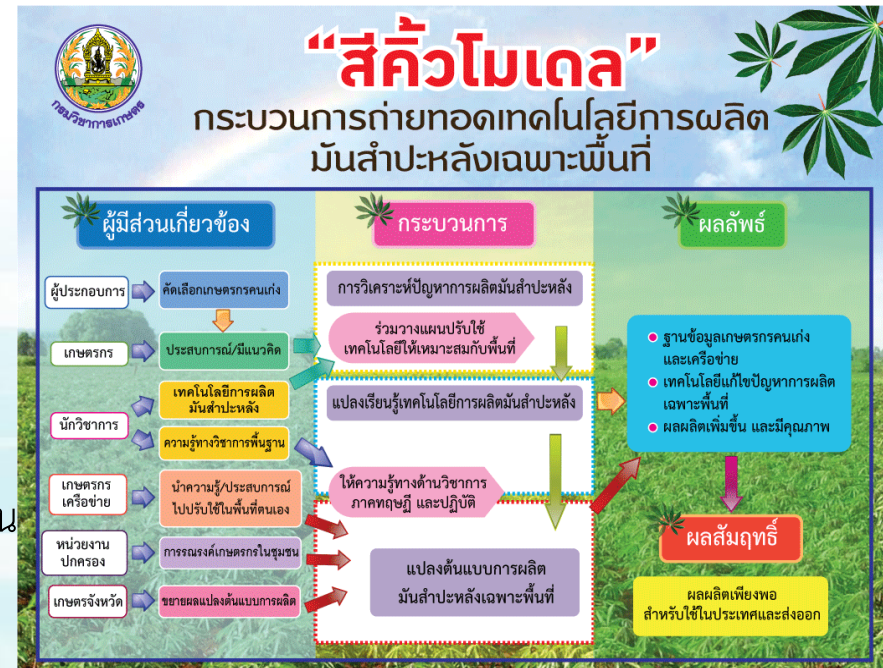 กรมวิชาการเกษตร
"สีคิ้วโมเดล"
กระบวนการถ่ายทอดเทคโนโลยีการผลิต
มันสำปะหลังเฉพาะพื้นที่
ผู้มีส่วนเกี่ยวข้อง
กระบวนการ
ผลลัพธ์
ผู้ประกอบการ
คัดเลือกเกษตรกรคนเก่ง
เกษตรกร
ประสบการณ์/มีแนวคิด
นักวิชาการ
เทคโนโลยีการผลิต
มันสำปะหลัง
ความรู้ทางวิชาการพื้นฐาน
เกษตรกร
เครือข่าย
นำความรู้/ประสบการณ์
ไปปรับใช้ในพื้นที่ตนเอง
หน่วยงาน
ปกครอง
การรณรงค์เกษตรกรในชุมชน
เกษตรจังหวัด
ขยายผลแปลงต้นแบบการผลิต
การวิเคราะห์ปัญหาการผลิตมันสำปะหลัง
ร่วมวางแผนปรับใช้
เทคโนโลยีให้เหมาะสมกับพื้นที่
แปลงเรียนรู้เทคโนโลยีการผลิตมันสำปะหลัง
ให้ความรู้ทางด้านวิชาการ
ภาคทฤษฎี และปฏิบัติ
แปลงต้นแบบการผลิต
มันสำปะหลังเฉพาะพื้นที่
ฐานข้อมูลเกษตรกรคนเก่ง
และเครือข่าย
เทคโนโลยีแก้ไขปัญหาการผลิต
เฉพาะพื้นที่
ผลผลิตเพิ่มขึ้น และมีคุณภาพ
ผลสัมฤทธิ์
ผลผลิตเพียงพอ
สำหรับใช้ในประเทศและส่งออก
น